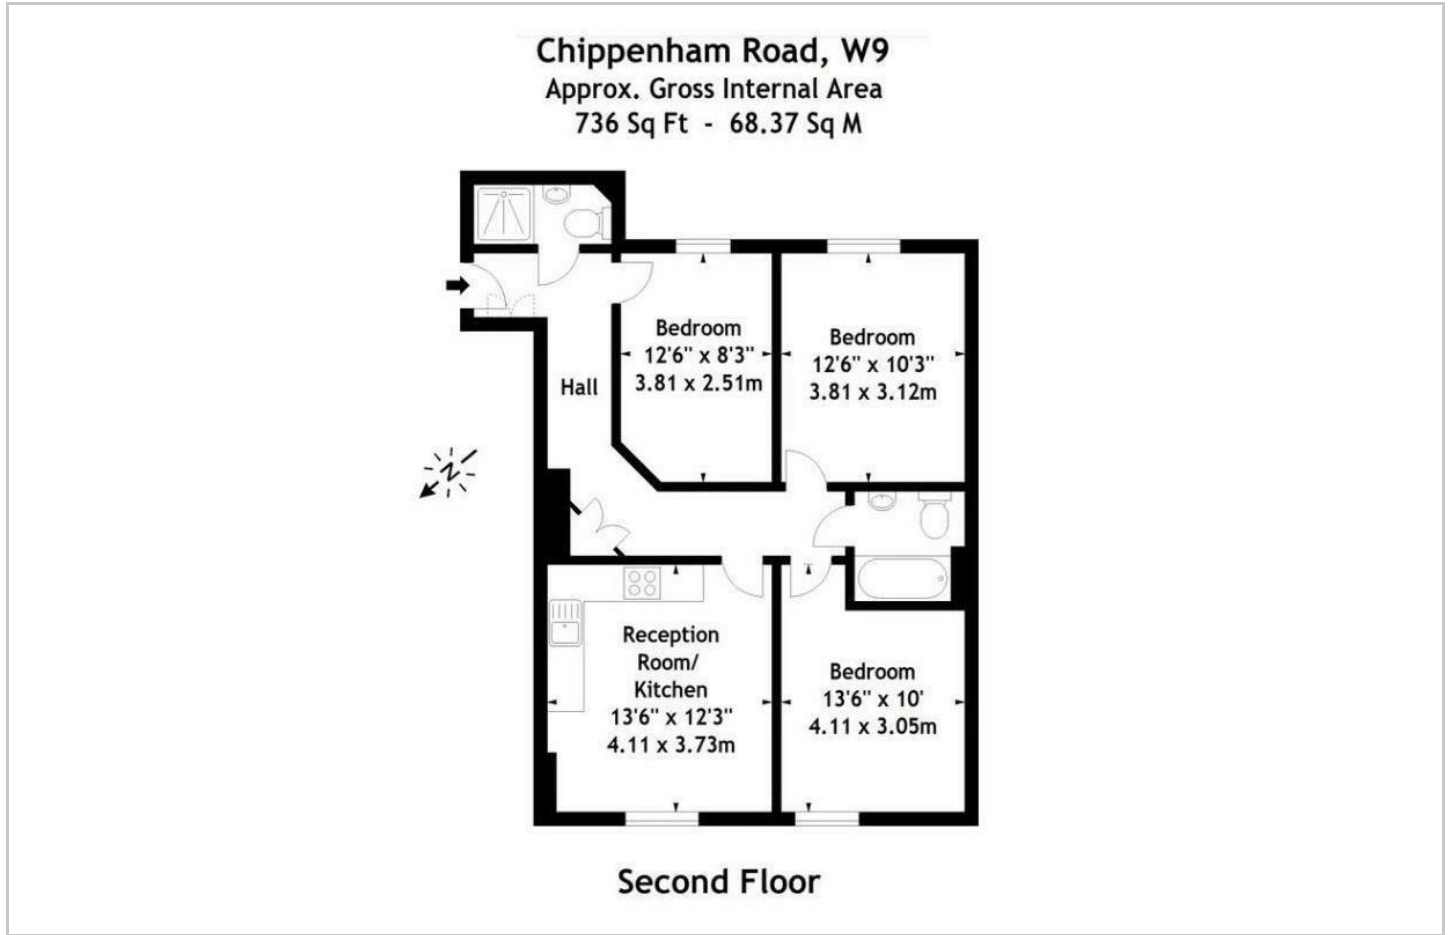 Chippenham Road, W9
Approx. Gross Internal Area
736 Sq Ft - 68.37 Sq M
Bedroom
12'6" x 8'3"
3.81 x 2.51m
Bedroom
12'6" x 10'3"
3.81 x 3.12m
Hall
N
Reception
Room/
Kitchen
13'6" x 12'3"
4.11 x 3.73m
Bedroom
13'6" x 10'
4.11 x 3.05m
Second Floor